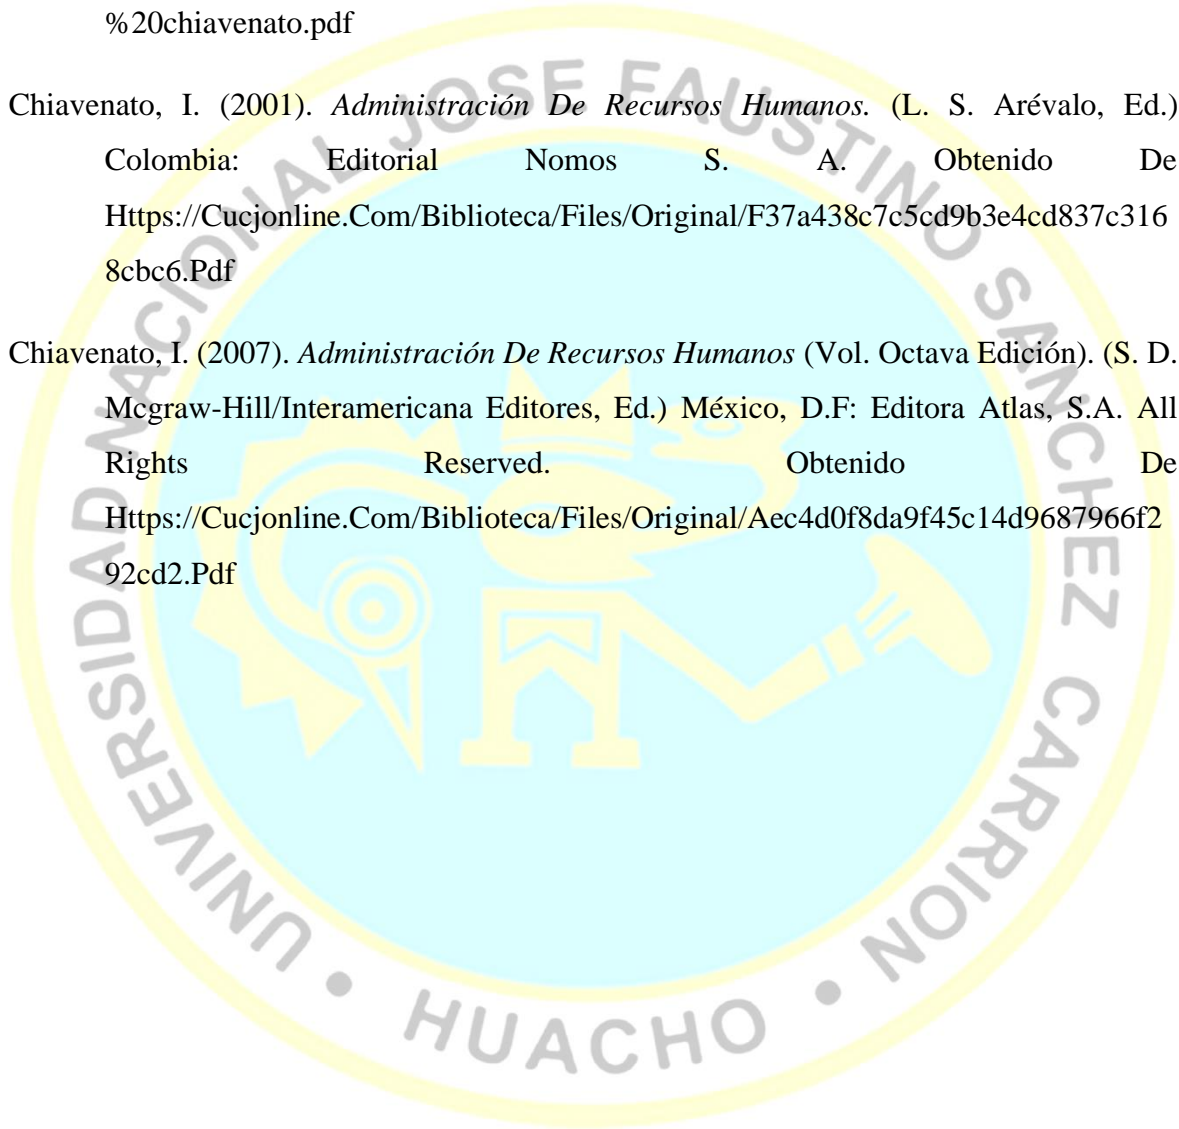 %20chiavenato.pdf
Chiavenato, I. (2001). Administración De Recursos Humanos. (L. S. Arévalo, Ed.)
Colombia: Editorial Nomos S. A. Obtenido De
Https://Cucjonline.Com/Biblioteca/Files/Original/F37a438c7c5cd9b3e4cd837c316
8cbc6.Pdf
Chiavenato, I. (2007). Administración De Recursos Humanos (Vol. Octava Edición). (S. D.
Mcgraw-Hill/Interamericana Editores, Ed.) México, D.F: Editora Atlas, S.A. All
Rights Reserved. Obtenido De
Https://Cucjonline.Com/Biblioteca/Files/Original/Aec4d0f8da9f45c14d9687966f2
92cd2.Pdf
UNIVERSIDAD NACIONAL JOSE FAUSTINO SANCHEZ CARRION
• HUACHO •